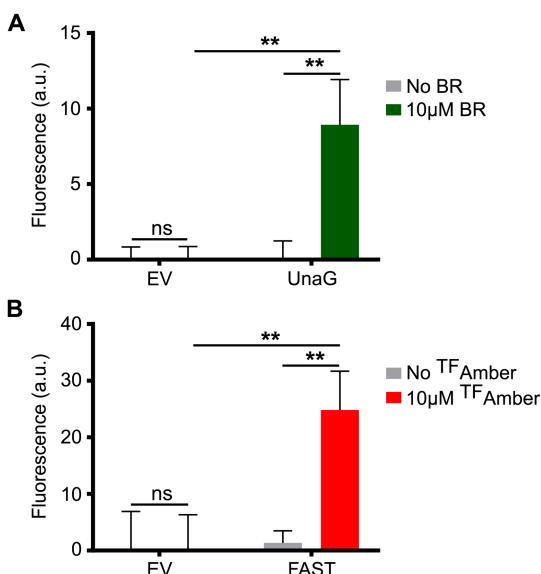 A
15
**
**
No BR
10µM BR
10
Fluorescence (a.u.)
5
ns
0
EV
UnaG
B
40
**
**
No TFAmber
10µM TFAmber
30
Fluorescence (a.u.)
20
10
ns
0
EV
FAST